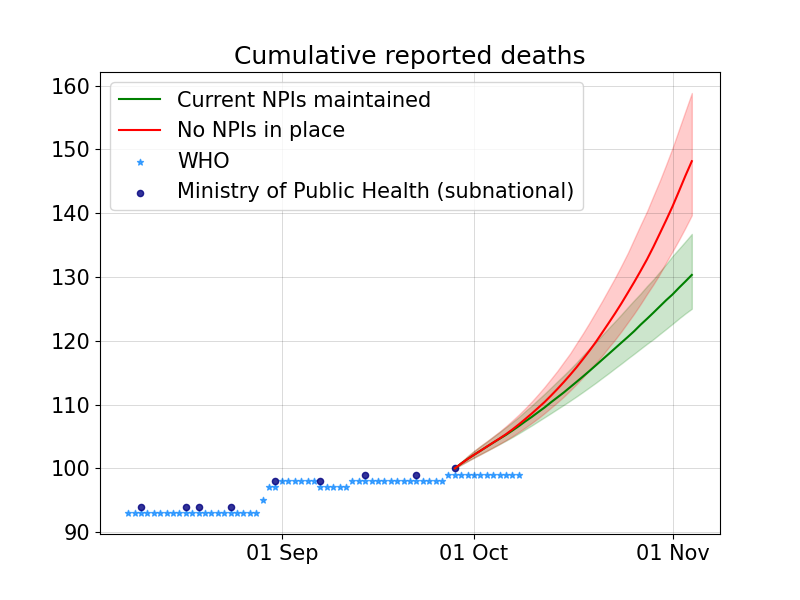 Cumulative reported deaths
Current NPIs maintained
No NPIs in place
WHO
Ministry of Public Health (subnational)
160
150
140
130
120
110
100
90
01 Sep
01 Oct
01 Nov